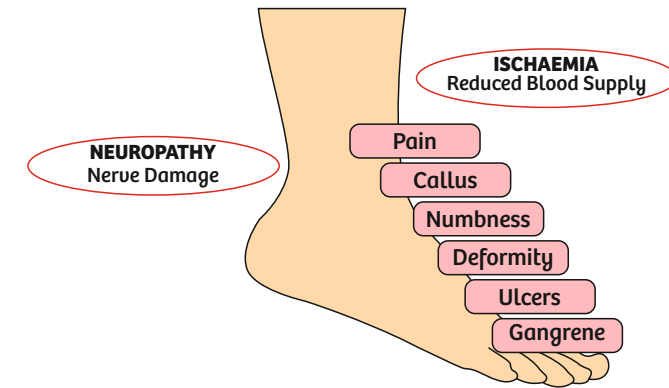 ISCHAEMIA
Reduced Blood Supply
NEUROPATHY
Nerve Damage
Pain
Callus
Numbness
Deformity
Ulcers
Gangrene